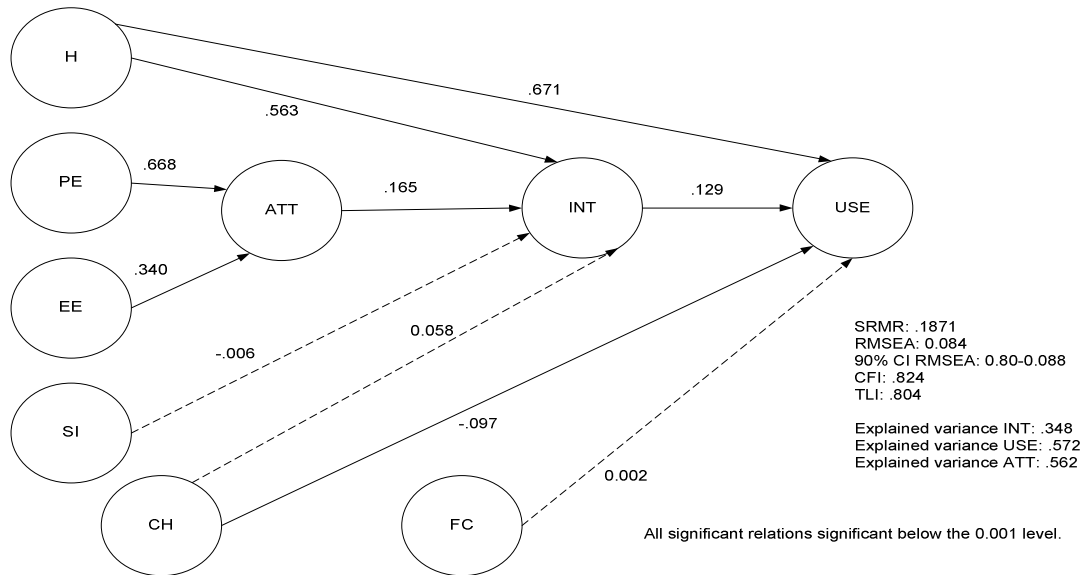 H
.671
.563
PE
.668
ATT
.165
INT
.129
USE
EE
.340
SI
-.006
0.058
CH
-.097
FC
0.002
SRMR: .1871
RMSEA: 0.084
90% CI RMSEA: 0.80-0.088
CFI: .824
TLI: .804
Explained variance INT: .348
Explained variance USE: .572
Explained variance ATT: .562
All significant relations significant below the 0.001 level.